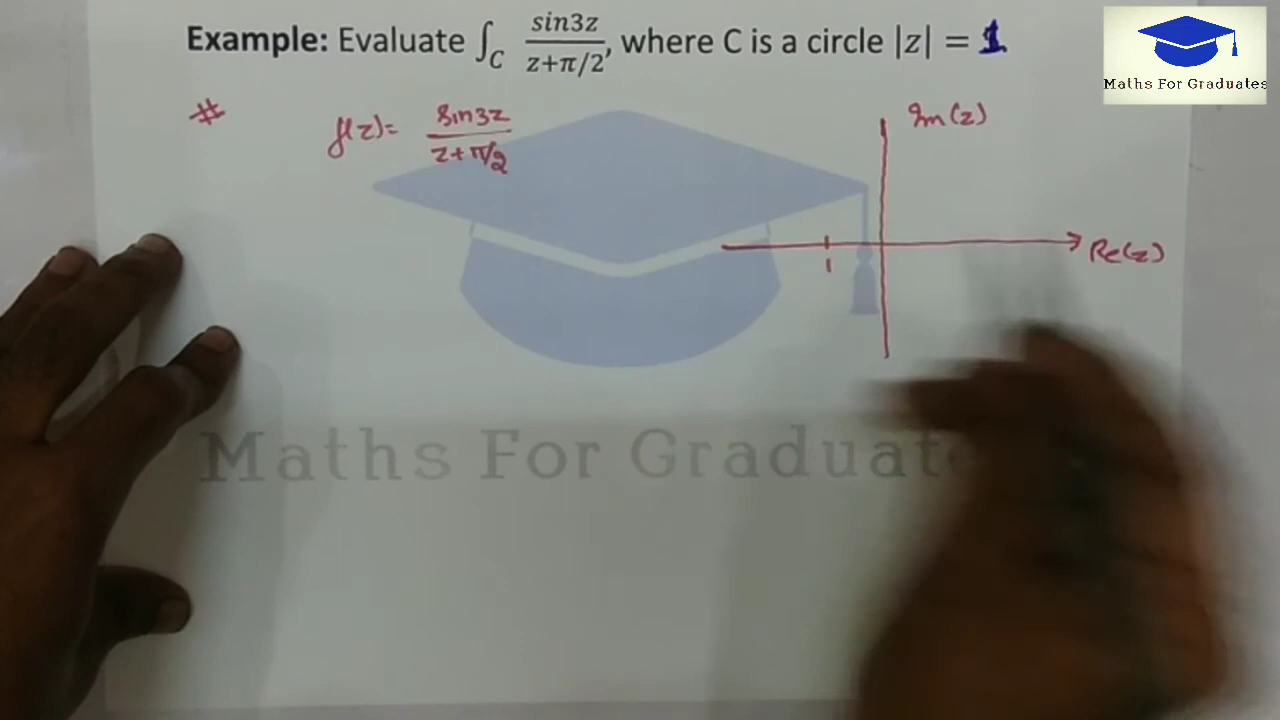 Example: Evaluate ∫_C sin3z / z+π/2, where C is a circle |z| = 1
Maths For Graduates
# f(z)= sin3z / z+π/2
Im(z)
Re(z)
1
Maths For Graduate